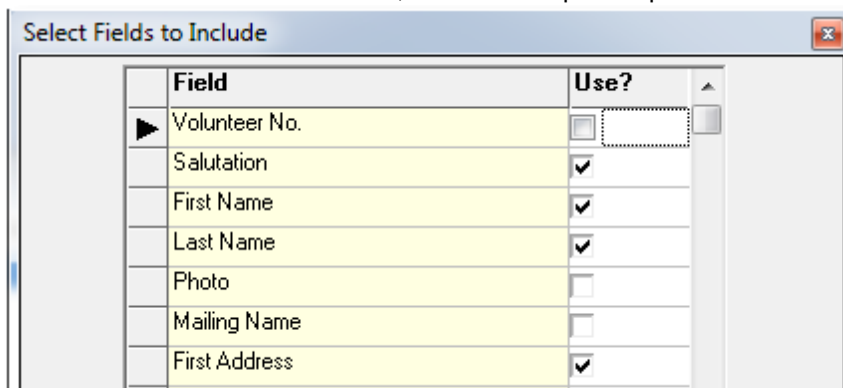 Select Fields to Include
Field Use?
Volunteer No.
Salutation
First Name
Last Name
Photo
Mailing Name
First Address